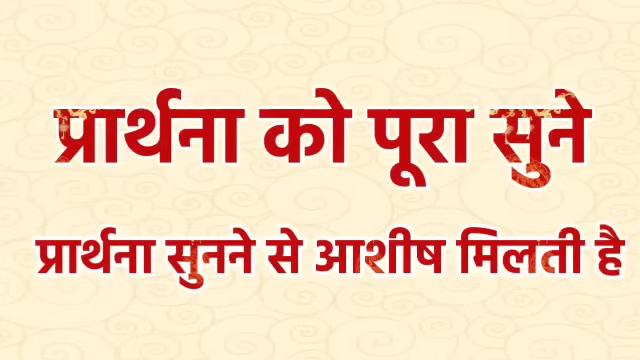 प्रार्थना को पूरा सुने
प्रार्थना सुनने से आशीष मिलती है